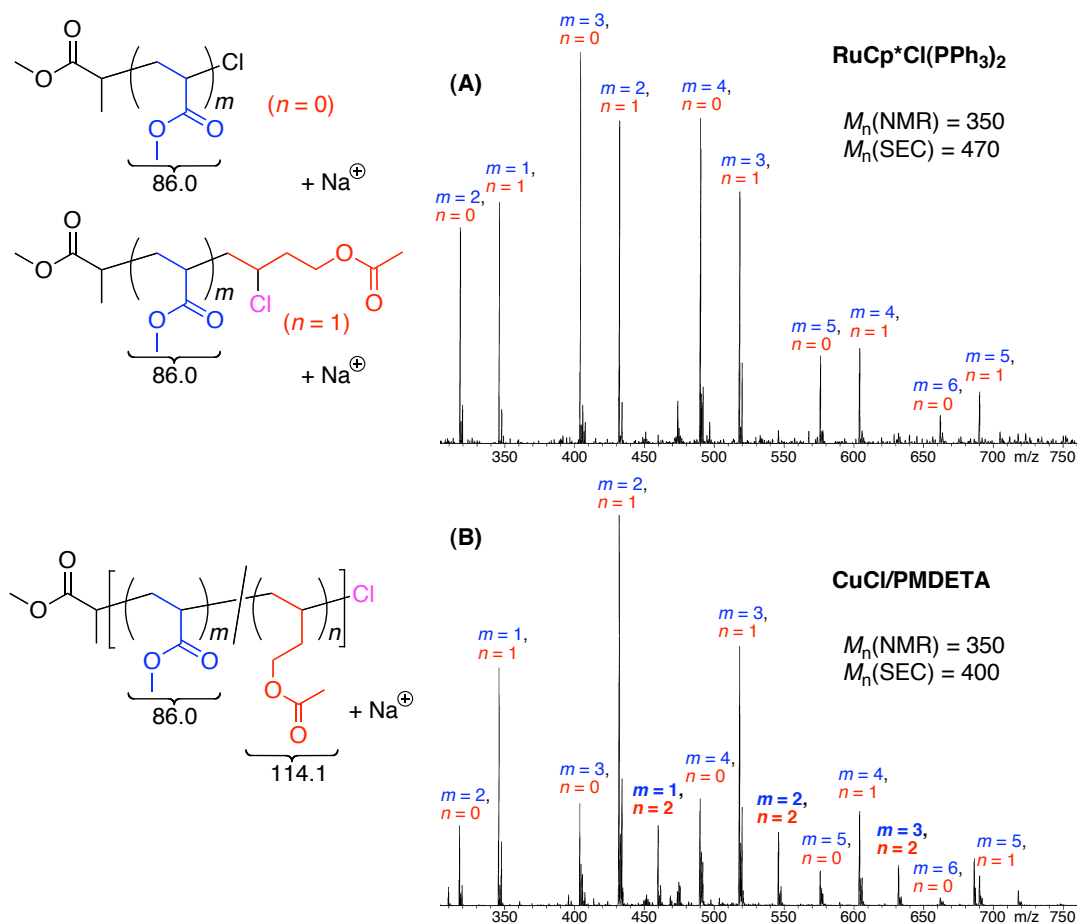 O
O
Cl
m
(n = 0)
O
O
86.0
+ Na⊕
O
O
m
Cl
O
O
(n = 1)
O
O
86.0
+ Na⊕
(A)
RuCp*Cl(PPh3)2
Mn(NMR) = 350
Mn(SEC) = 470
m = 2,
n = 0
m = 1,
n = 1
m = 3,
n = 0
m = 2,
n = 1
m = 4,
n = 0
m = 3,
n = 1
m = 5,
n = 0
m = 4,
n = 1
m = 6,
n = 0
m = 5,
n = 1
350 400 450 500 550 600 650 700 m/z 750
O
O
m
n
Cl
O
O
O
O
86.0
114.1
+ Na⊕
(B)
CuCl/PMDETA
Mn(NMR) = 350
Mn(SEC) = 400
m = 2,
n = 0
m = 1,
n = 1
m = 3,
n = 0
m = 2,
n = 1
m = 1,
n = 2
m = 4,
n = 0
m = 3,
n = 1
m = 2,
n = 2
m = 5,
n = 0
m = 4,
n = 1
m = 3,
n = 2
m = 6,
n = 0
m = 5,
n = 1
350 400 450 500 550 600 650 700 m/z 750